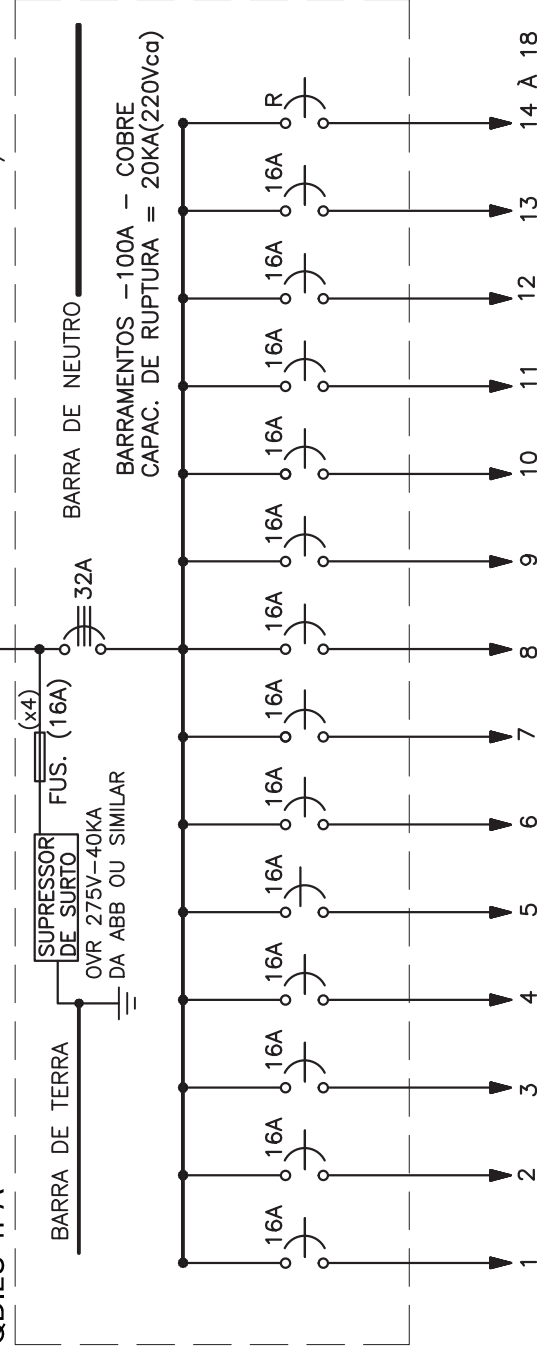 BARRA DE TERRA
SUPRESSOR
DE SURTO
OVR 275V-40KA
DA ABB OU SIMILAR
(x4)
FUS. (16A)
32A
BARRA DE NEUTRO
BARRAMENTOS -100A - COBRE
CAPAC. DE RUPTURA = 20KA(220Vca)
16A 16A 16A 16A 16A 16A 16A 16A 16A 16A 16A 16A 16A R
1 2 3 4 5 6 7 8 9 10 11 12 13 14 À 18